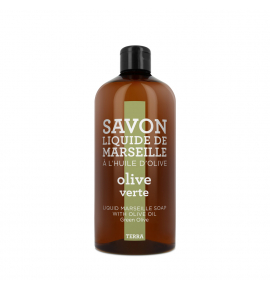 SAVON
LIQUIDE DE
MARSEILLE
À L'HUILE D'OLIVE
olive
verte
LIQUID MARSEILLE SOAP
WITH OLIVE OIL
Green Olive
TERRA